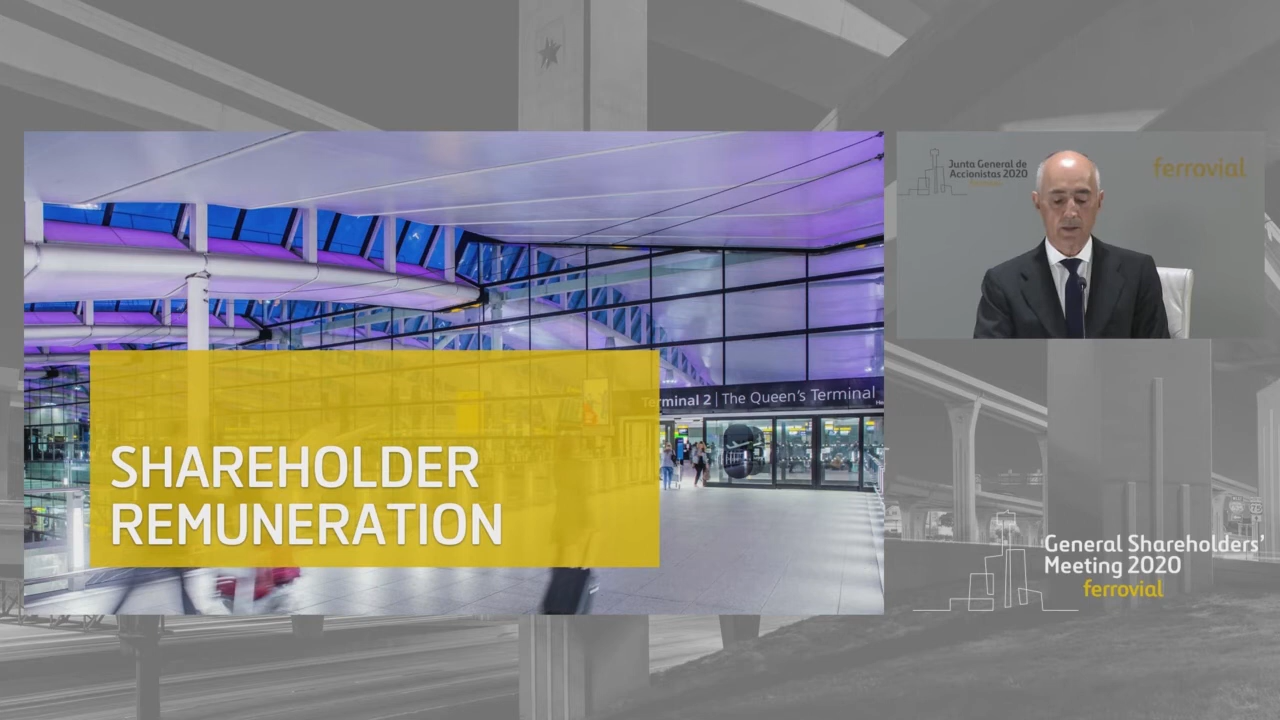 Junta General de
Accionistas 2020
ferrovial
Terminal 2 | The Queen's Terminal
SHAREHOLDER
REMUNERATION
General Shareholders'
Meeting 2020
ferrovial